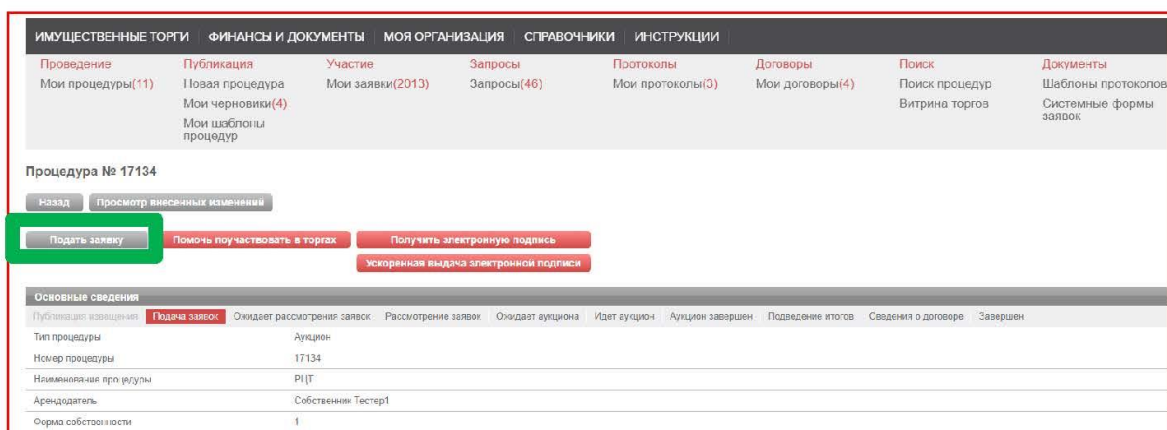 ИМУЩЕСТВЕННЫЕ ТОРГИ ФИНАНСЫ И ДОКУМЕНТЫ МОЯ ОРГАНИЗАЦИЯ СПРАВОЧНИКИ ИНСТРУКЦИИ
Проведение Публикация Участие Запросы Протоколы Договоры Поиск Документы
Мои процедуры(11) Новая процедура Мои заявки(2013) Запросы(46) Мои протоколы(3) Мои договоры(4) Поиск процедур Шаблоны протоколов
Мои черновики(4) Витрина торгов Системные формы
Мои шаблоны заявок
процедур
Процедура № 17134
Назад Просмотр внесенных изменений
Подать заявку Помочь поучаствовать в торгах Получить электронную подпись
Ускоренная выдача электронной подписи
Основные сведения
Публикация извещения Подача заявок Ожидает рассмотрения заявок Рассмотрение заявок Ожидает аукциона Идет аукцион Аукцион завершен Подведение итогов Сведения о договоре Завершен
Тип процедуры Аукцион
Номер процедуры 17134
Наименование процедуры РЦТ
Арендодатель Собственник Тестер1
Форма собственности 1